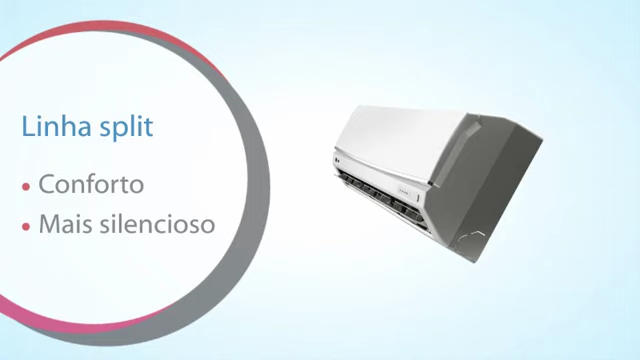 Linha split
• Conforto
• Mais silencioso